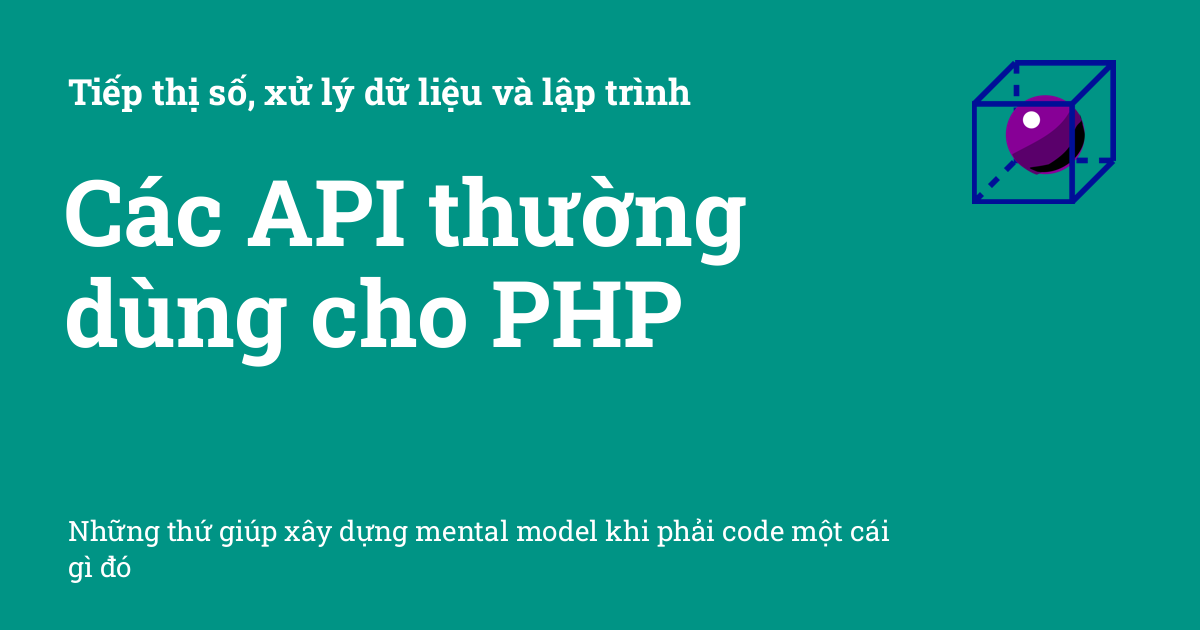 Tiếp thị số, xử lý dữ liệu và lập trình
Các API thường
dùng cho PHP
Những thứ giúp xây dựng mental model khi phải code một cái
gì đó